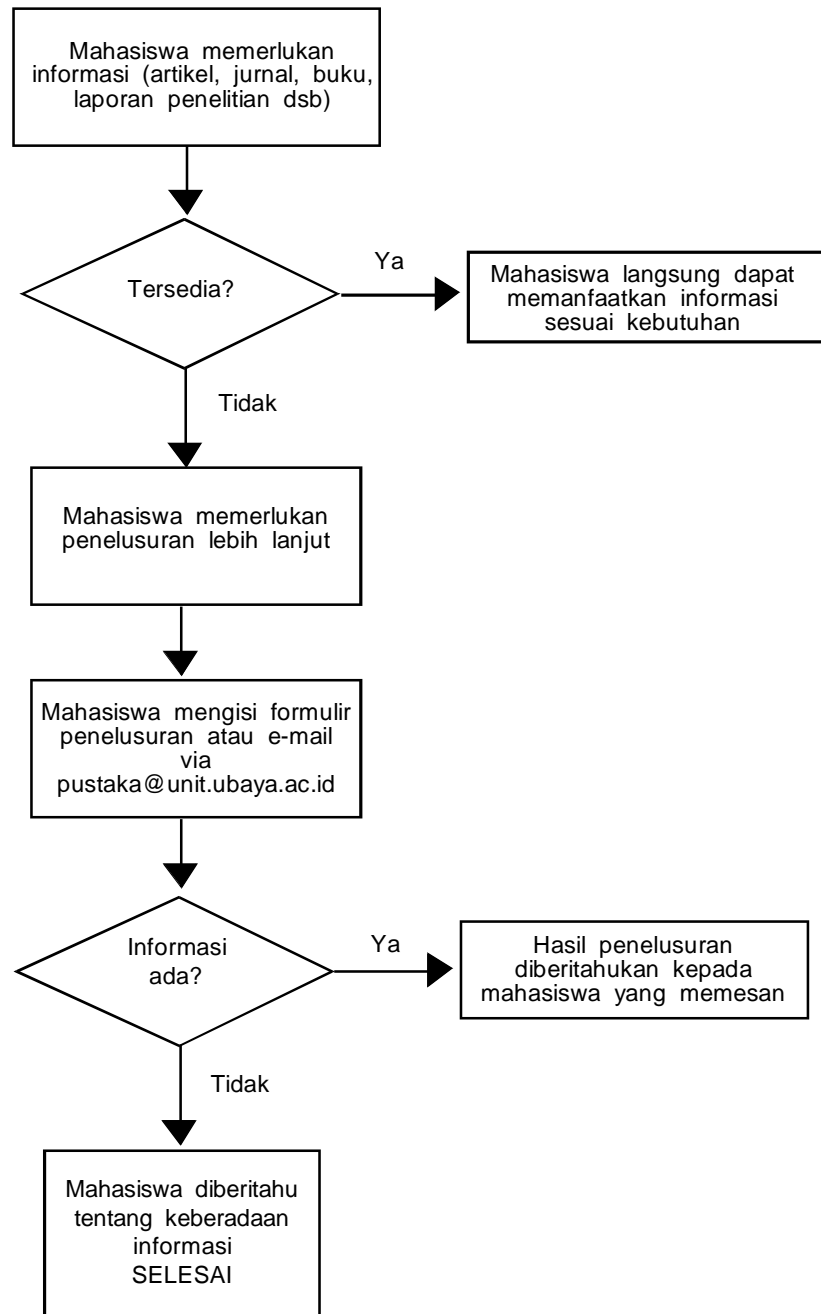 Mahasiswa memerlukan
informasi (artikel, jurnal, buku,
laporan penelitian dsb)
Tersedia?
Ya
Mahasiswa langsung dapat
memanfaatkan informasi
sesuai kebutuhan
Tidak
Mahasiswa memerlukan
penelusuran lebih lanjut
Mahasiswa mengisi formulir
penelusuran atau e-mail
via
pustaka@unit.ubaya.ac.id
Informasi
ada?
Ya
Hasil penelusuran
diberitahukan kepada
mahasiswa yang memesan
Tidak
Mahasiswa diberitahu
tentang keberadaan
informasi
SELESAI